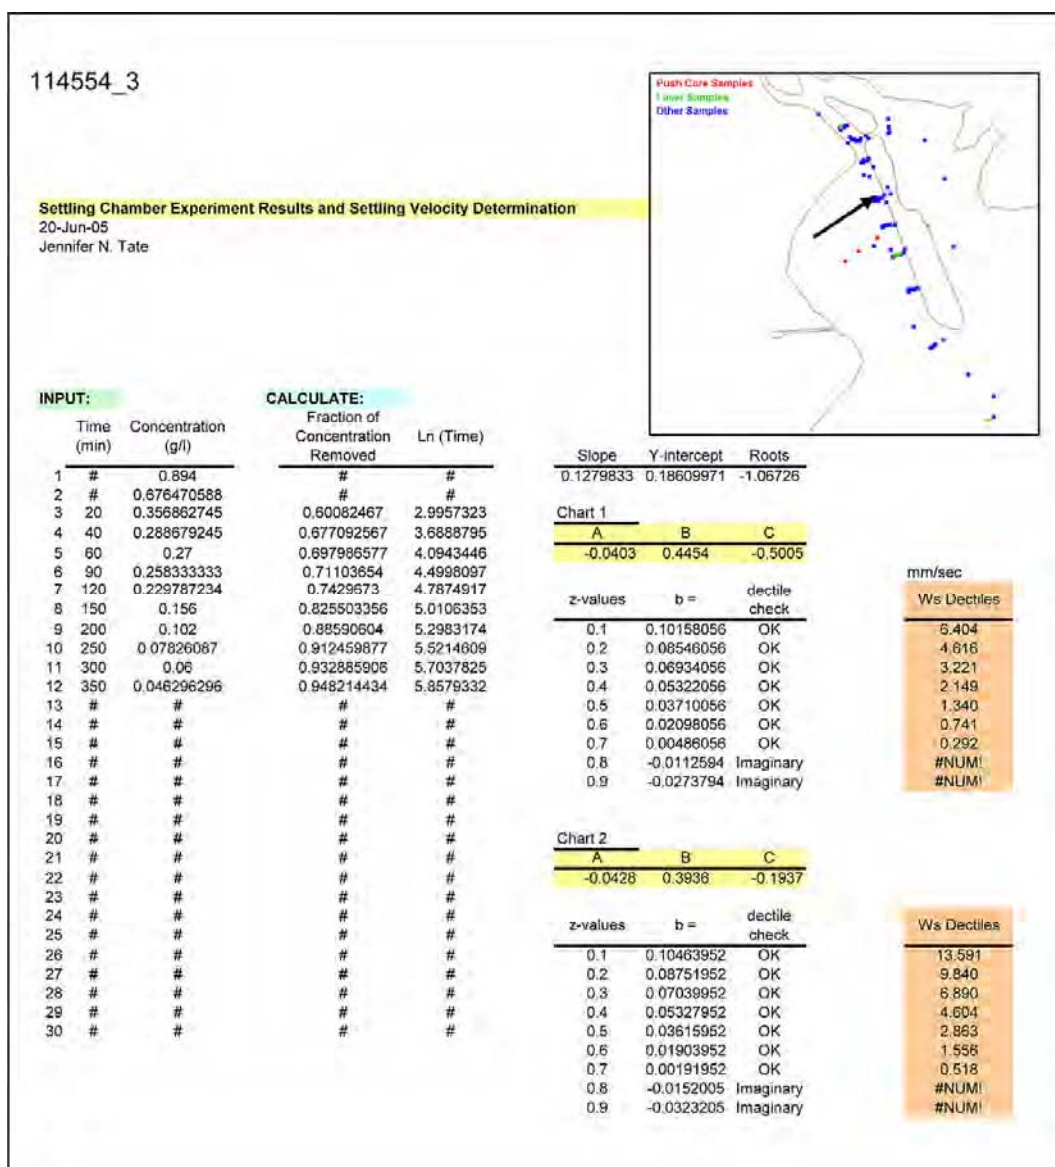 114554_3
Push Core Samples
Other Samples
Settling Chamber Experiment Results and Settling Velocity Determination
20-Jun-05
Jennifer N. Tate
INPUT: CALCULATE:
Time (min) Concentration (g/l) Fraction of Concentration Removed Ln (Time)
1 # 0.894 # #
2 # 0.676470588 # #
3 20 0.356862745 0.60082467 2.9957323
4 40 0.288679245 0.677092567 3.6888795
5 60 0.27 0.697986577 4.0943446
6 90 0.258333333 0.71103654 4.4998097
7 120 0.229787234 0.7429673 4.7874917
8 150 0.156 0.825503356 5.0106353
9 200 0.102 0.88590604 5.2983174
10 250 0.07826087 0.912459877 5.5214609
11 300 0.06 0.932885906 5.7037825
12 350 0.046296296 0.948214434 5.8579332
13 # # # #
14 # # # #
15 # # # #
16 # # # #
17 # # # #
18 # # # #
19 # # # #
20 # # # #
21 # # # #
22 # # # #
23 # # # #
24 # # # #
25 # # # #
26 # # # #
27 # # # #
28 # # # #
29 # # # #
30 # # # #
Slope Y-intercept Roots
0.1279833 0.18609971 -1.06726
Chart 1
A B C
-0.0403 0.4454 -0.5005
mm/sec
z-values b = dectile check Ws Dectiles
0.1 0.10158056 OK 6.404
0.2 0.08546056 OK 4.616
0.3 0.06934056 OK 3.221
0.4 0.05322056 OK 2.149
0.5 0.03710056 OK 1.340
0.6 0.02098056 OK 0.741
0.7 0.00486056 OK 0.292
0.8 -0.0112594 Imaginary #NUM!
0.9 -0.0273794 Imaginary #NUM!
Chart 2
A B C
-0.0428 0.3936 -0.1937
z-values b = dectile check Ws Dectiles
0.1 0.10463952 OK 13.591
0.2 0.08751952 OK 9.840
0.3 0.07039952 OK 6.890
0.4 0.05327952 OK 4.604
0.5 0.03615952 OK 2.863
0.6 0.01903952 OK 1.556
0.7 0.00191952 OK 0.518
0.8 -0.0152005 Imaginary #NUM!
0.9 -0.0323205 Imaginary #NUM!